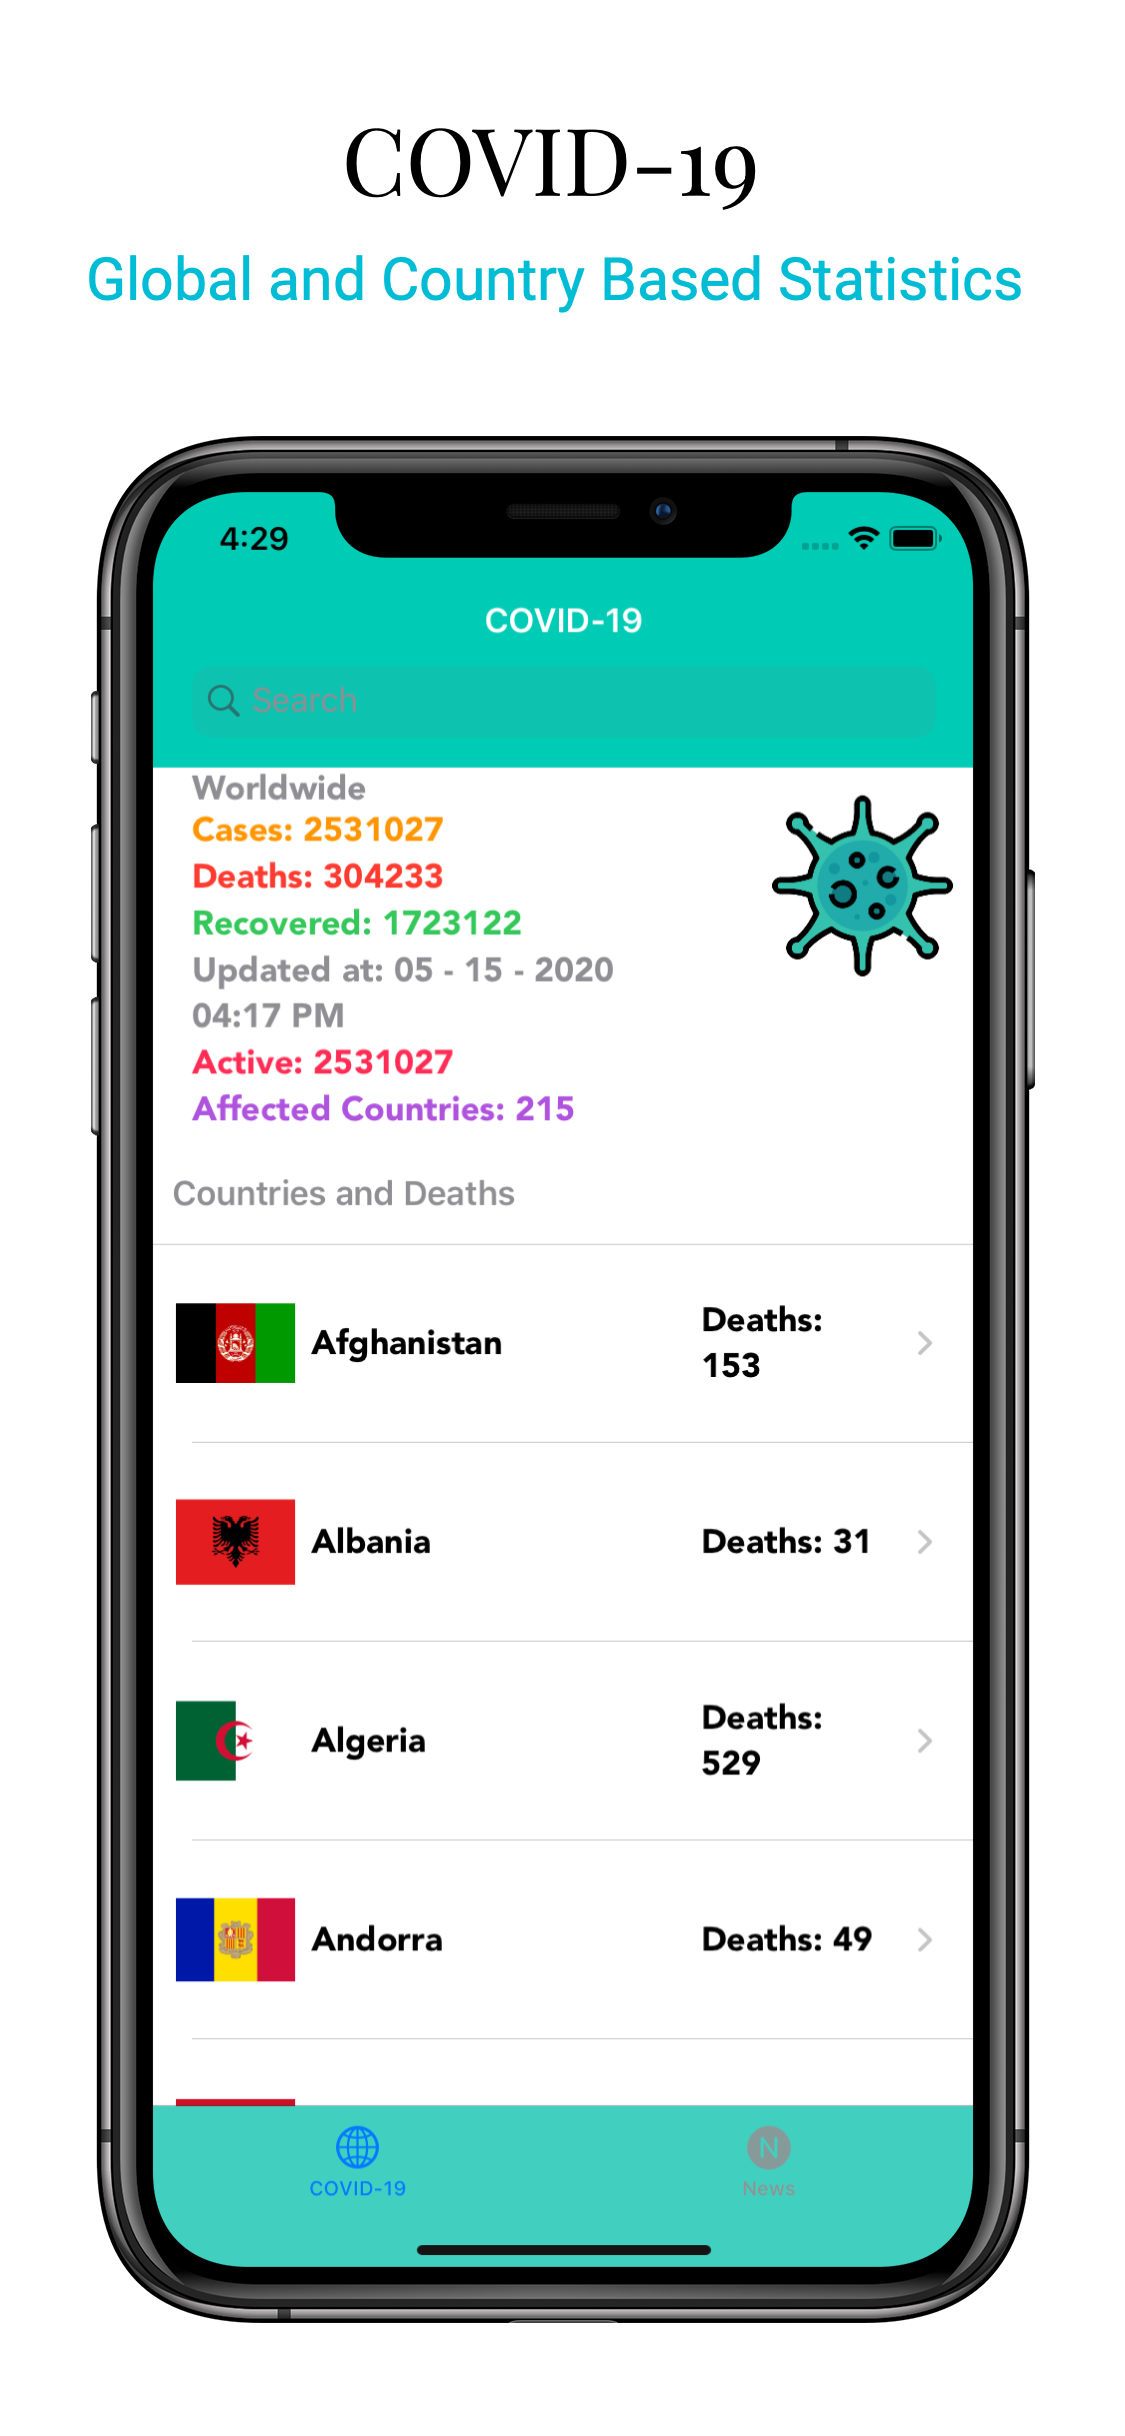 COVID-19
Global and Country Based Statistics
4:29
COVID-19
Search
Worldwide
Cases: 2531027
Deaths: 304233
Recovered: 1723122
Updated at: 05 - 15 - 2020
04:17 PM
Active: 2531027
Affected Countries: 215
Countries and Deaths
Afghanistan
Deaths:
153
Albania
Deaths: 31
Algeria
Deaths:
529
Andorra
Deaths: 49
COVID-19
N
News